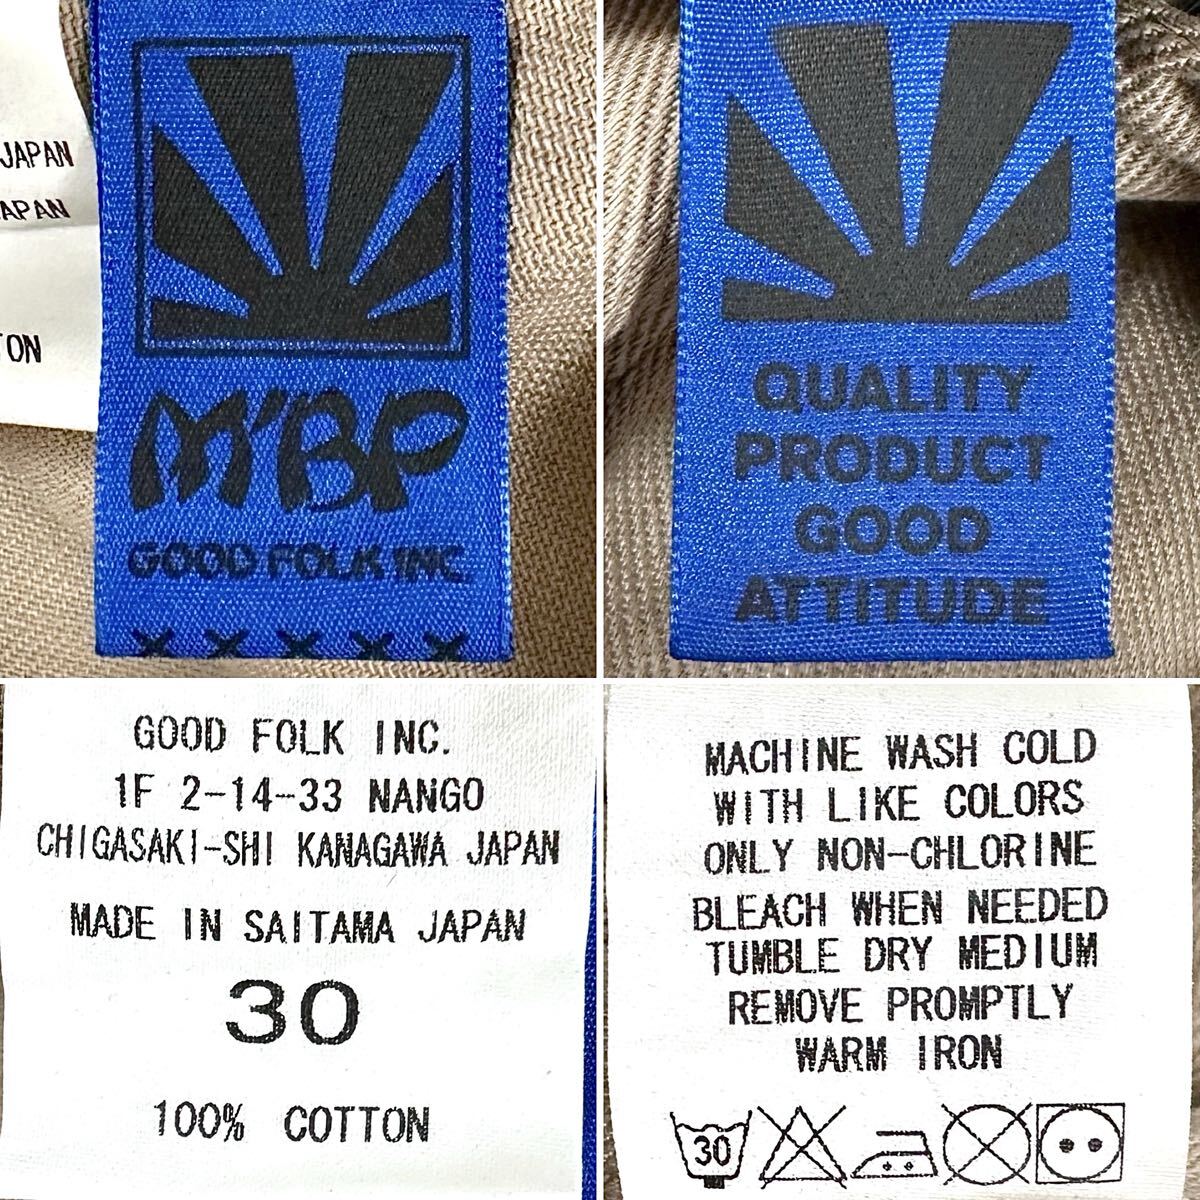 JAPAN
APAN
TON
M'BP
GOOD FOLK INC.
×××××
QUALITY
PRODUCT
GOOD
ATTITUDE
GOOD FOLK INC.
1F 2-14-33 NANGO
CHIGASAKI-SHI KANAGAWA JAPAN
MADE IN SAITAMA JAPAN
30
100% COTTON
MACHINE WASH COLD
WITH LIKE COLORS
ONLY NON-CHLORINE
BLEACH WHEN NEEDED
TUMBLE DRY MEDIUM
REMOVE PROMPTLY
WARM IRON
30